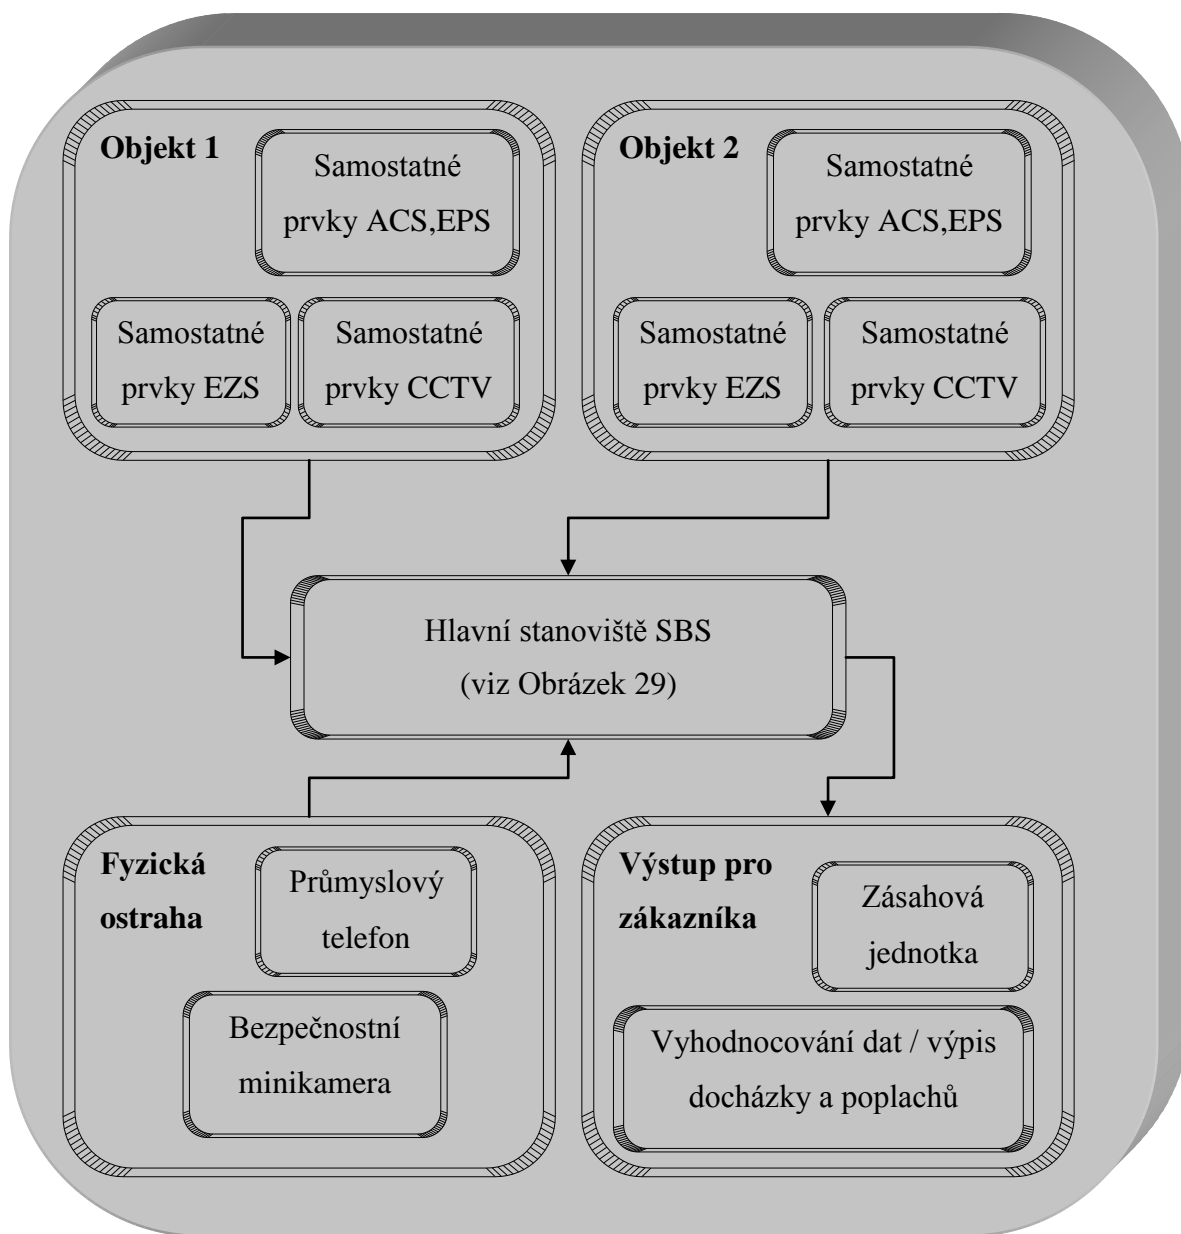 Objekt 1
Samostatné
prvky ACS,EPS
Samostatné
prvky EZS
Samostatné
prvky CCTV
Objekt 2
Samostatné
prvky ACS,EPS
Samostatné
prvky EZS
Samostatné
prvky CCTV
Hlavní stanoviště SBS
(viz Obrázek 29)
Fyzická
ostraha
Průmyslový
telefon
Bezpečnostní
minikamera
Výstup pro
zákazníka
Zásahová
jednotka
Vyhodnocování dat / výpis
docházky a poplachů